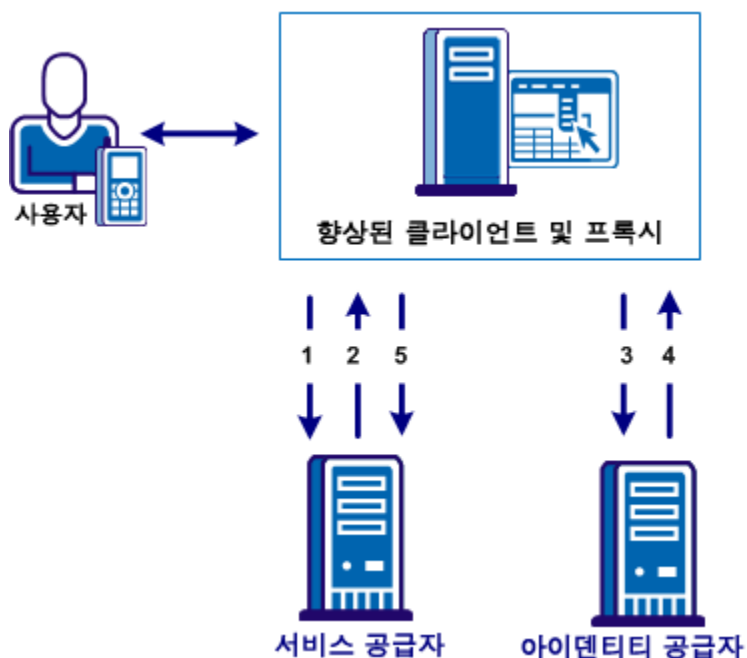 사용자
향상된 클라이언트 및 프록시
1 2 5 3 4
서비스 공급자
아이덴티티 공급자